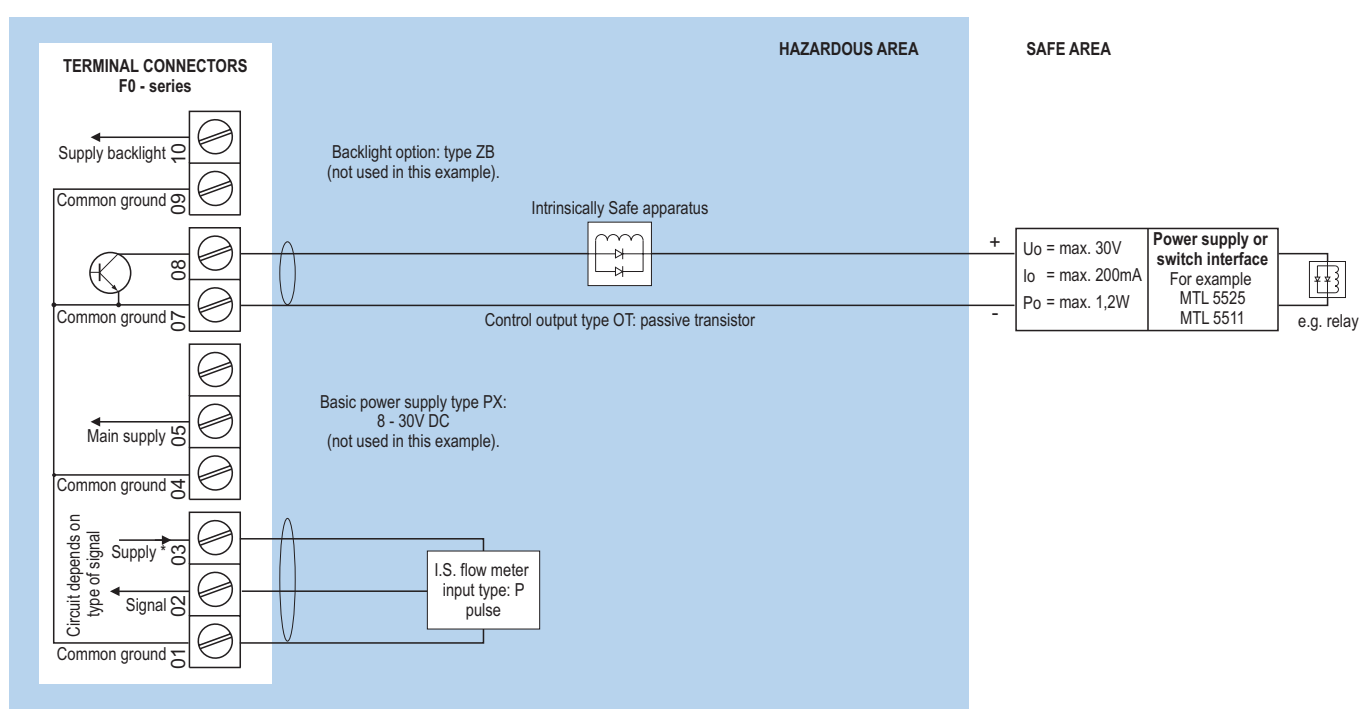 HAZARDOUS AREA
SAFE AREA
TERMINAL CONNECTORS
F0 - series
Supply backlight
10
Backlight option: type ZB
(not used in this example).
Common ground
09
Intrinsically Safe apparatus
08
Common ground
07
Control output type OT: passive transistor
+
-
Uo = max. 30V
Io = max. 200mA
Po = max. 1,2W
Power supply or
switch interface
For example
MTL 5525
MTL 5511
e.g. relay
Basic power supply type PX:
8 - 30V DC
(not used in this example).
Main supply
05
Common ground
04
Circuit depends on
type of signal
Supply *
03
Signal
02
Common ground
01
I.S. flow meter
input type: P
pulse